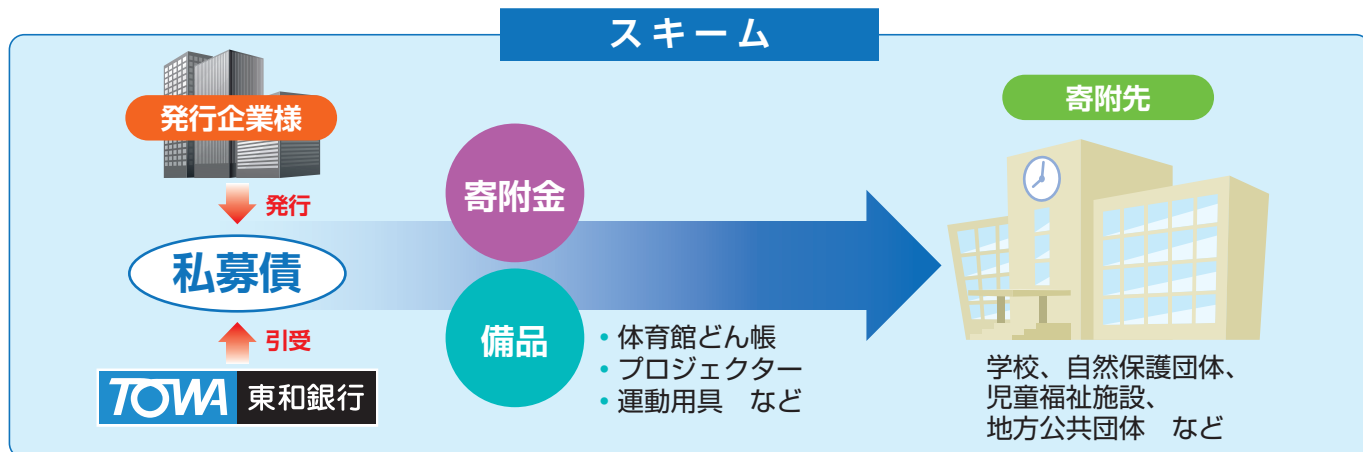 スキーム
発行企業様
発行
私募債
引受
TOWA 東和銀行
寄附金
備品
・体育館どん帳
・プロジェクター
・運動用具　など
寄附先
学校、自然保護団体、
児童福祉施設、
地方公共団体　など